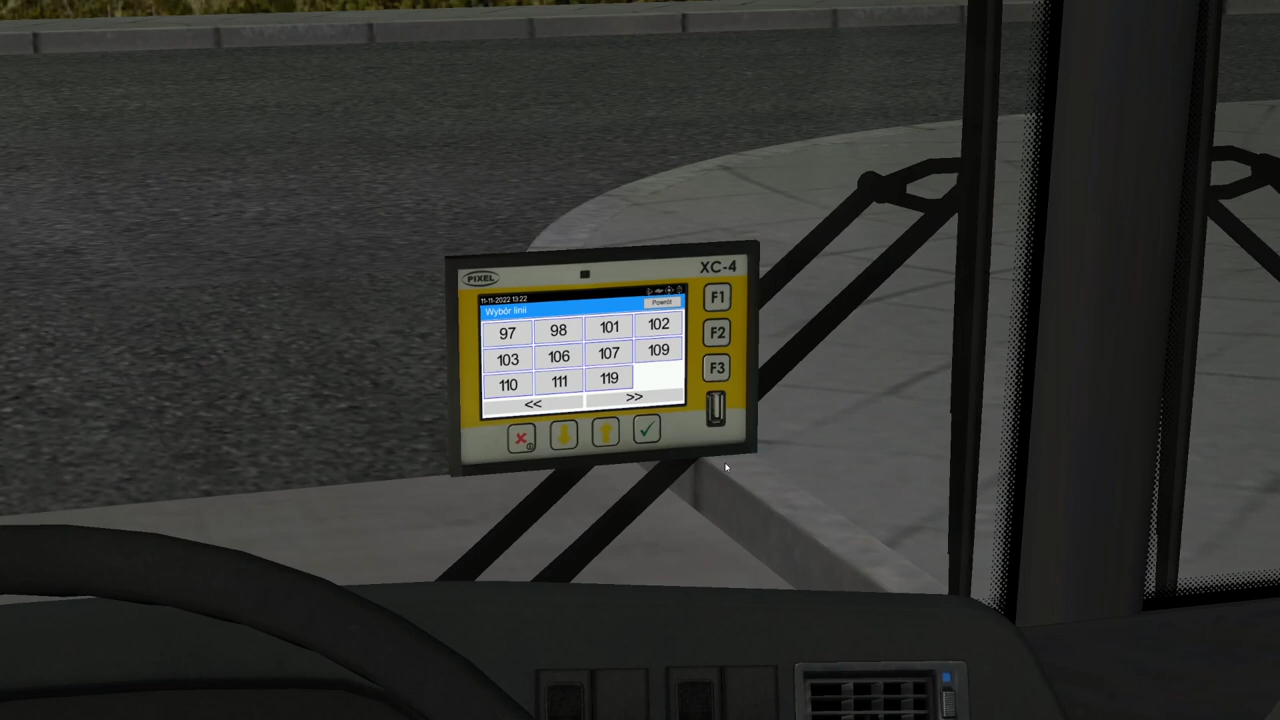 PIXEL
XC-4
11-11-2022 13:22
Wybór linii
Powrót
97 98 101 102
103 106 107 109
110 111 119
<< >>
F1
F2
F3